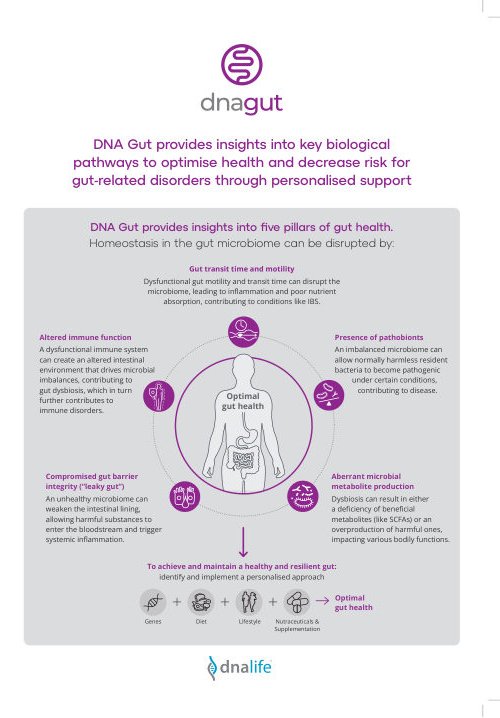 dnagut
DNA Gut provides insights into key biological
pathways to optimise health and decrease risk for
gut-related disorders through personalised support
DNA Gut provides insights into five pillars of gut health.
Homeostasis in the gut microbiome can be disrupted by:
Gut transit time and motility
Dysfunctional gut motility and transit time can disrupt the
microbiome, leading to inflammation and poor nutrient
absorption, contributing to conditions like IBS.
Altered immune function
A dysfunctional immune system
can create an altered intestinal
environment that drives microbial
imbalances, contributing to
gut dysbiosis, which in turn
further contributes to
immune disorders.
Presence of pathobionts
An imbalanced microbiome can
allow normally harmless resident
bacteria to become pathogenic
under certain conditions,
contributing to disease.
Optimal
gut health
Compromised gut barrier
integrity (“leaky gut”)
An unhealthy microbiome can
weaken the intestinal lining,
allowing harmful substances to
enter the bloodstream and trigger
systemic inflammation.
Aberrant microbial
metabolite production
Dysbiosis can result in either
a deficiency of beneficial
metabolites (like SCFAs) or an
overproduction of harmful ones,
impacting various bodily functions.
To achieve and maintain a healthy and resilient gut:
identify and implement a personalised approach
+ + + Optimal
gut health
Genes Diet Lifestyle Nutraceuticals &
Supplementation
dnalife